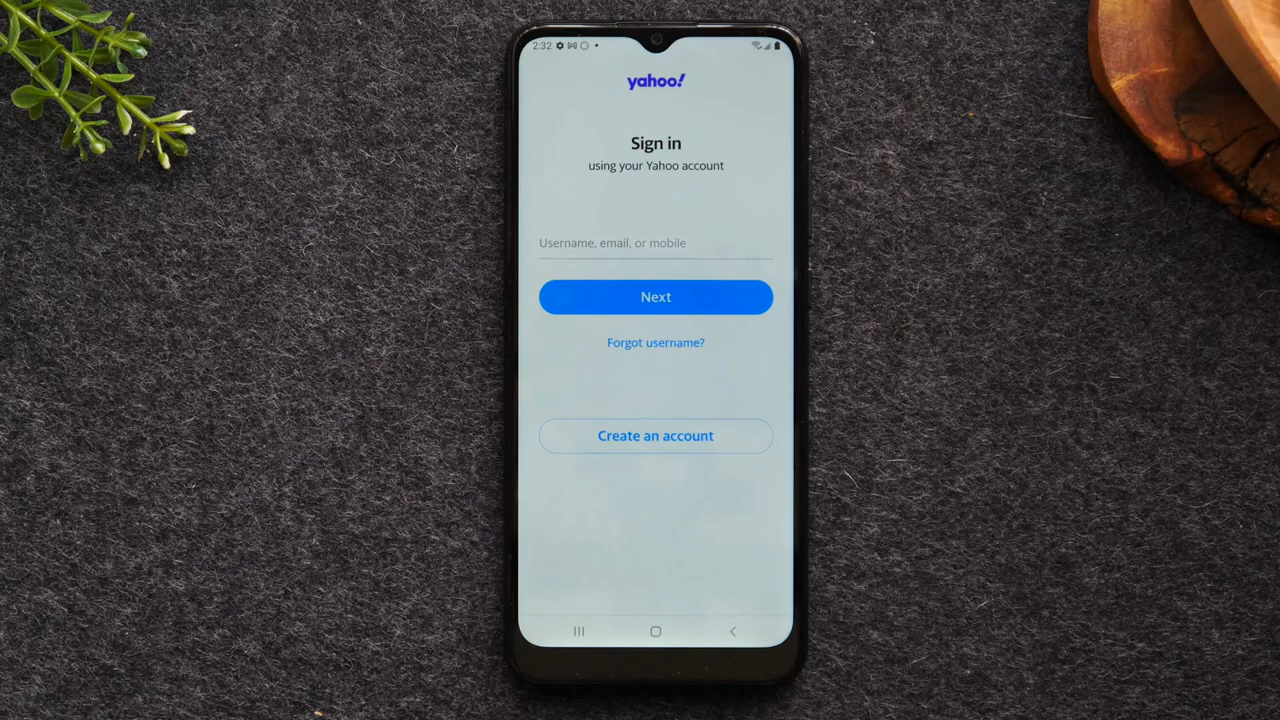 2:32
yahoo!
Sign in
using your Yahoo account
Username, email, or mobile
Next
Forgot username?
Create an account